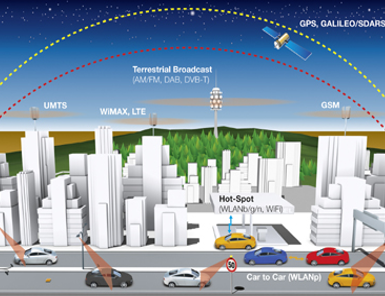 GPS, GALILEO/SDARS
Terrestrial Broadcast
(AM/FM, DAB, DVB-T)
UMTS
WiMAX, LTE
GSM
Hot-Spot
(WLANb/g/n, WiFi)
50
Car to Car (WLANp)